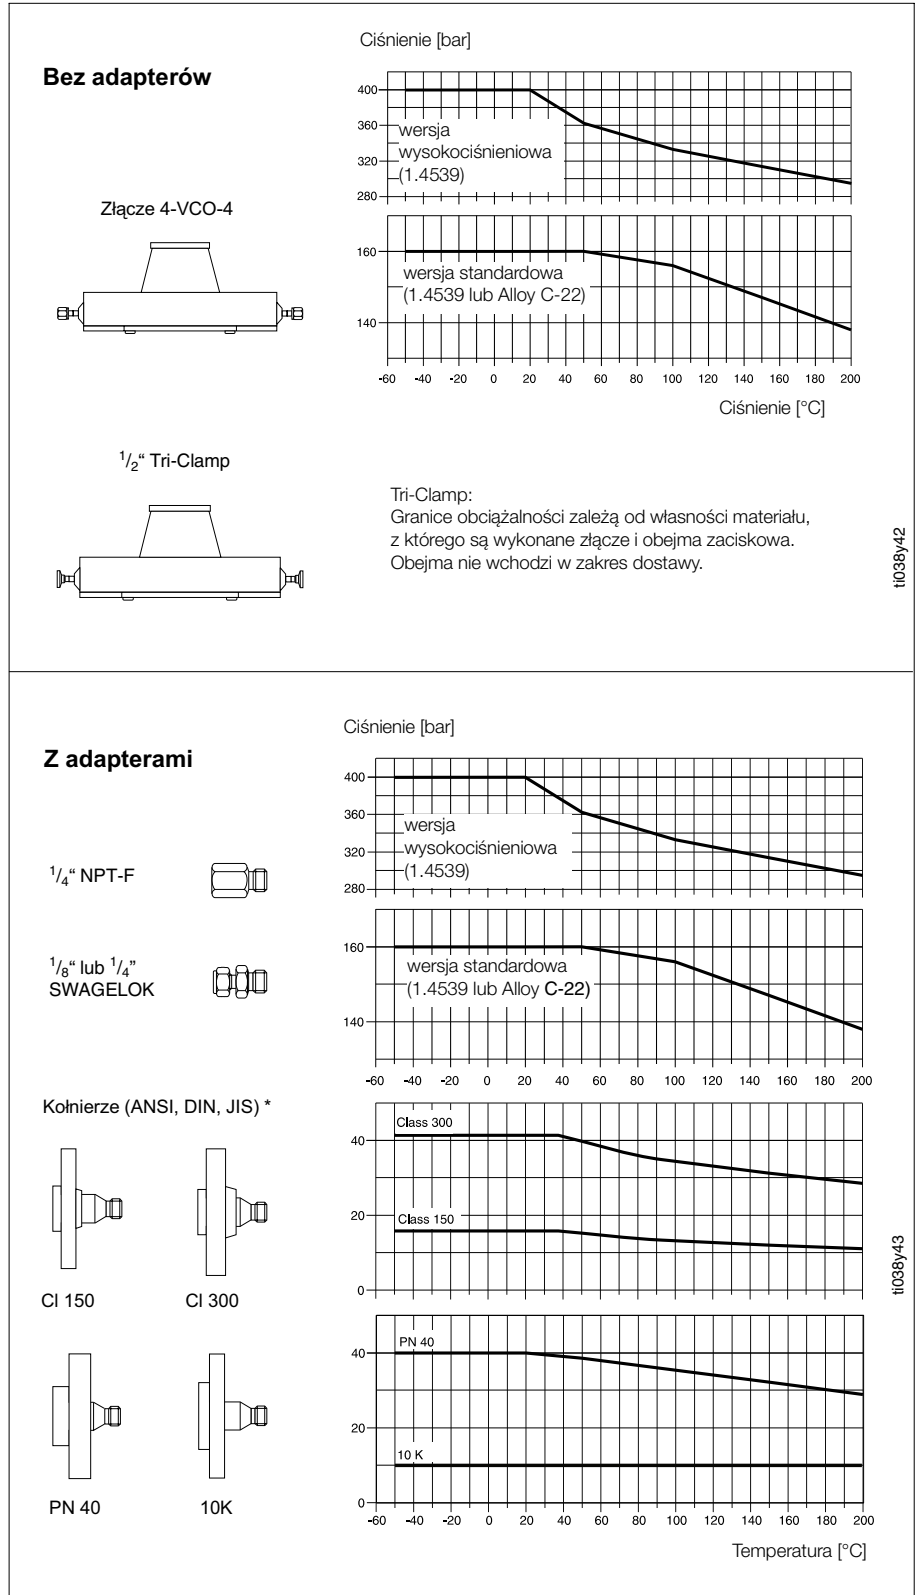 Ciśnienie [bar]
Bez adapterów
400
360
320
280
wersja
wysokociśnieniowa
(1.4539)
Złącze 4-VCO-4
160
140
wersja standardowa
(1.4539 lub Alloy C-22)
-60 -40 -20 0 20 40 60 80 100 120 140 160 180 200
Ciśnienie [°C]
1/2“ Tri-Clamp
Tri-Clamp:
Granice obciążalności zależą od własności materiału,
z którego są wykonane złącze i obejma zaciskowa.
Obejma nie wchodzi w zakres dostawy.
ti038y42
Ciśnienie [bar]
Z adapterami
400
360
320
280
wersja
wysokociśnieniowa
(1.4539)
1/4“ NPT-F
1/8“ lub 1/4”
SWAGELOK
160
140
wersja standardowa
(1.4539 lub Alloy C-22)
-60 -40 -20 0 20 40 60 80 100 120 140 160 180 200
Kołnierze (ANSI, DIN, JIS) *
Class 300
40
20
Class 150
0
Cl 150 Cl 300
ti038y43
PN 40
40
20
10 K
0
-60 -40 -20 0 20 40 60 80 100 120 140 160 180 200
PN 40 10K
Temperatura [°C]